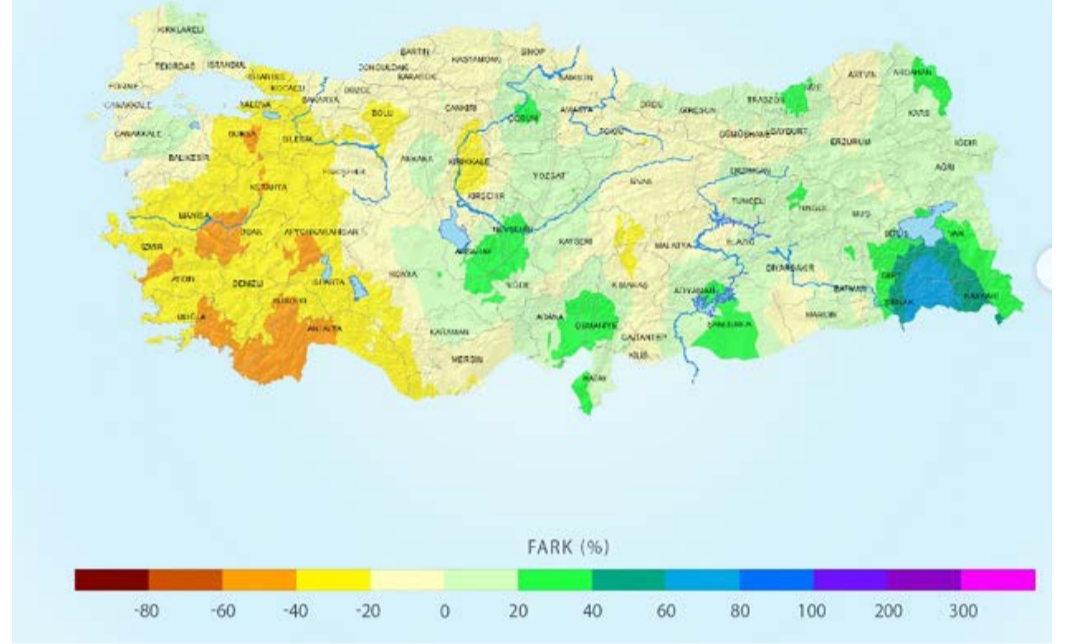 KIRKLARELİ
TEKİRDAĞ
İSTANBUL
EDİRNE
ÇANAKKALE
İSTANBUL
KOCAELİ
YALOVA
SAKARYA
DÜZCE
BOLU
ZONGULDAK
BARTIN
KARABÜK
KASTAMONU
SİNOP
SAMSUN
ÇANKIRI
ÇORUM
AMASYA
TOKAT
ORDU
GİRESUN
TRABZON
RİZE
ARTVİN
ARDAHAN
KARS
IĞDIR
AĞRI
ERZURUM
GÜMÜŞHANE
BAYBURT
ÇANAKKALE
BALIKESİR
BURSA
BİLECİK
ESKİŞEHİR
ANKARA
KIRIKKALE
YOZGAT
SİVAS
ERZİNCAN
TUNCELİ
BİNGÖL
MUŞ
KÜTAHYA
KIRŞEHİR
MANİSA
UŞAK
AFYONKARAHİSAR
NEVŞEHİR
KAYSERİ
MALATYA
ELAZIĞ
BİTLİS
VAN
İZMİR
AKSARAY
AYDIN
DENİZLİ
ISPARTA
KONYA
NİĞDE
K.MARAŞ
ADIYAMAN
DİYARBAKIR
BATMAN
SİİRT
ŞIRNAK
HAKKARİ
BURDUR
MUĞLA
ANTALYA
KARAMAN
MERSİN
ADANA
OSMANİYE
GAZİANTEP
KİLİS
ŞANLIURFA
MARDİN
HATAY
FARK (%)
-80 -60 -40 -20 0 20 40 60 80 100 200 300